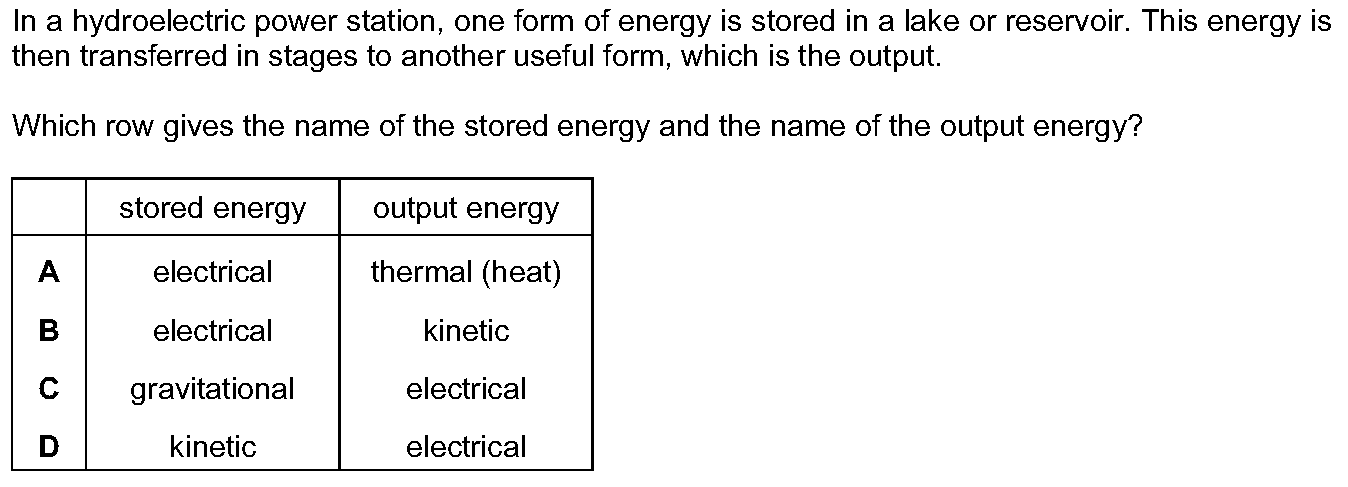 In a hydroelectric power station, one form of energy is stored in a lake or reservoir. This energy is
then transferred in stages to another useful form, which is the output.
Which row gives the name of the stored energy and the name of the output energy?
stored energy output energy
A electrical thermal (heat)
B electrical kinetic
C gravitational electrical
D kinetic electrical